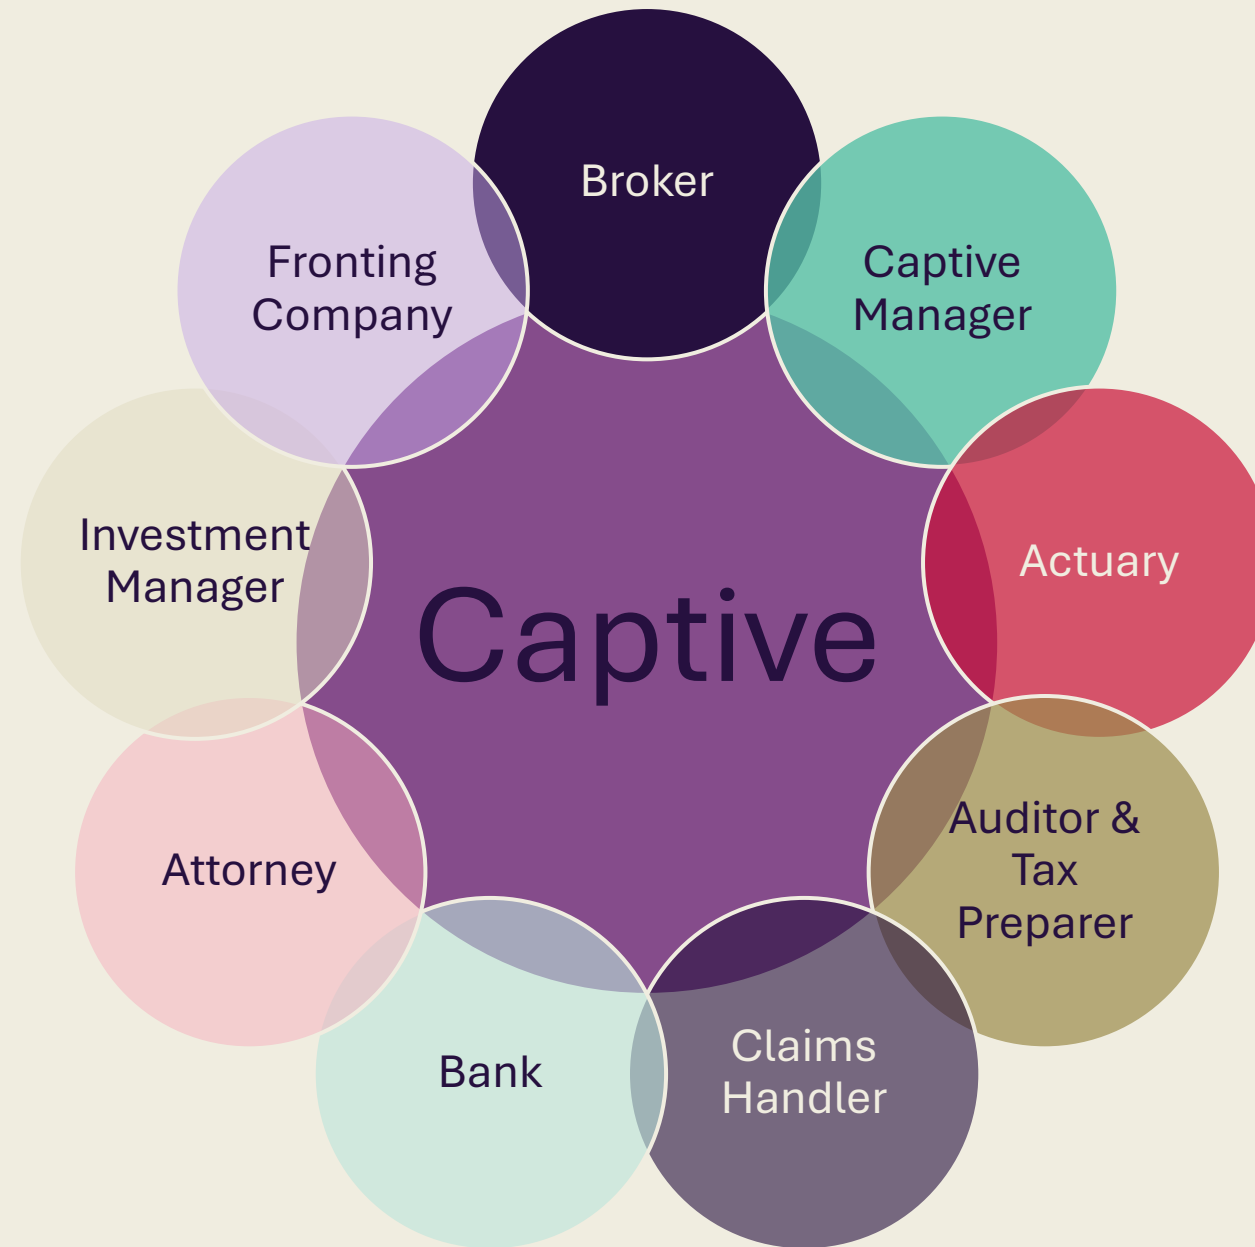 Broker
Captive
Manager
Actuary
Auditor &
Tax
Preparer
Claims
Handler
Bank
Attorney
Investment
Manager
Fronting
Company
Captive